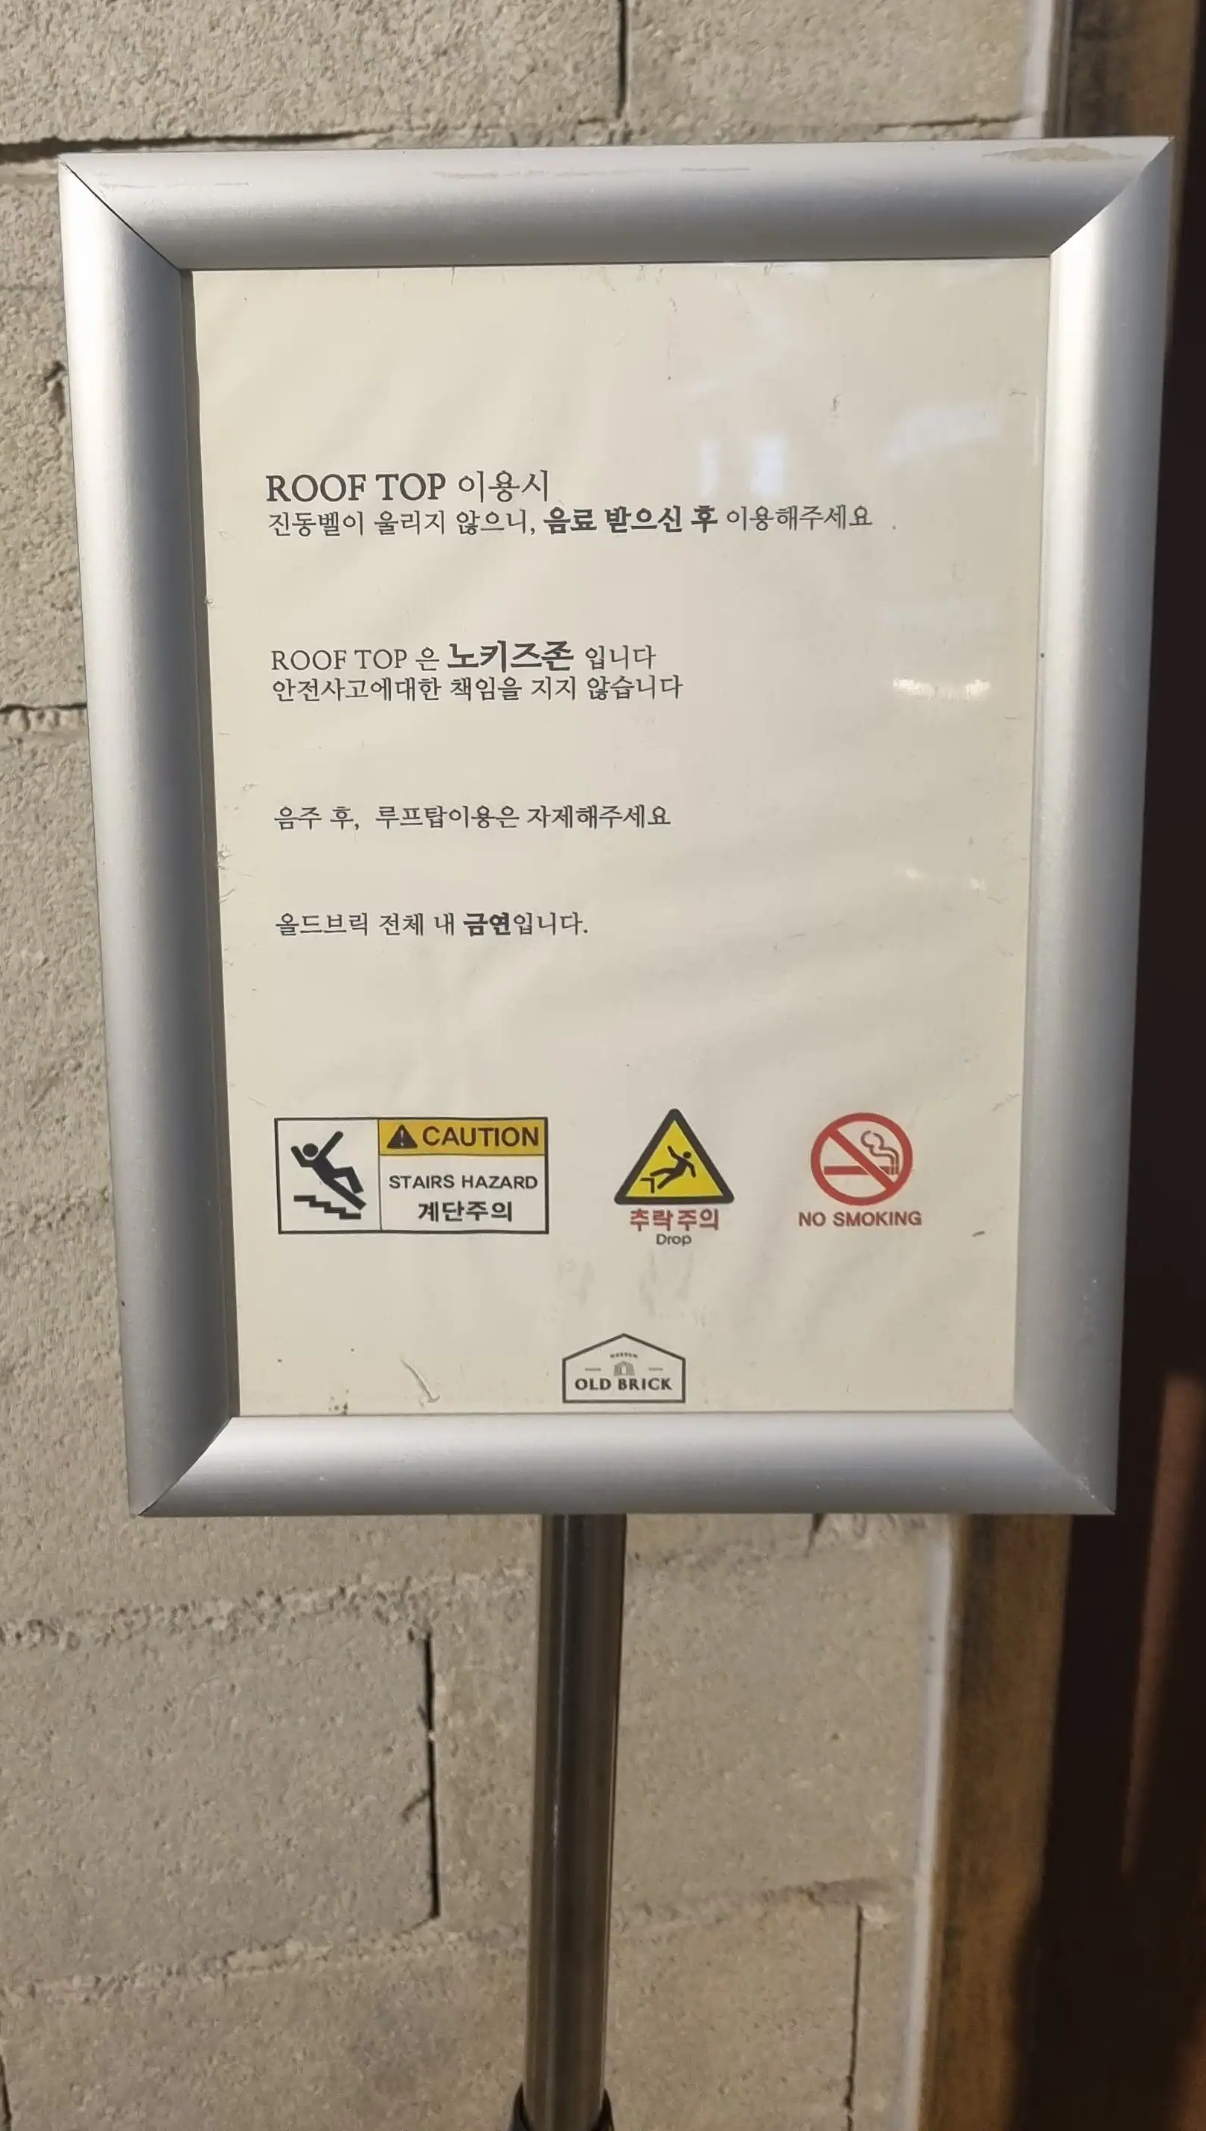 ROOF TOP 이용시
진동벨이 울리지 않으니, 음료 받으신 후 이용해주세요
ROOF TOP 은 노키즈존 입니다
안전사고에대한 책임을 지지 않습니다
음주 후, 루프탑이용은 자제해주세요
올드브릭 전체 내 금연입니다.
CAUTION
STAIRS HAZARD
계단주의
추락주의
Drop
NO SMOKING
OLD BRICK